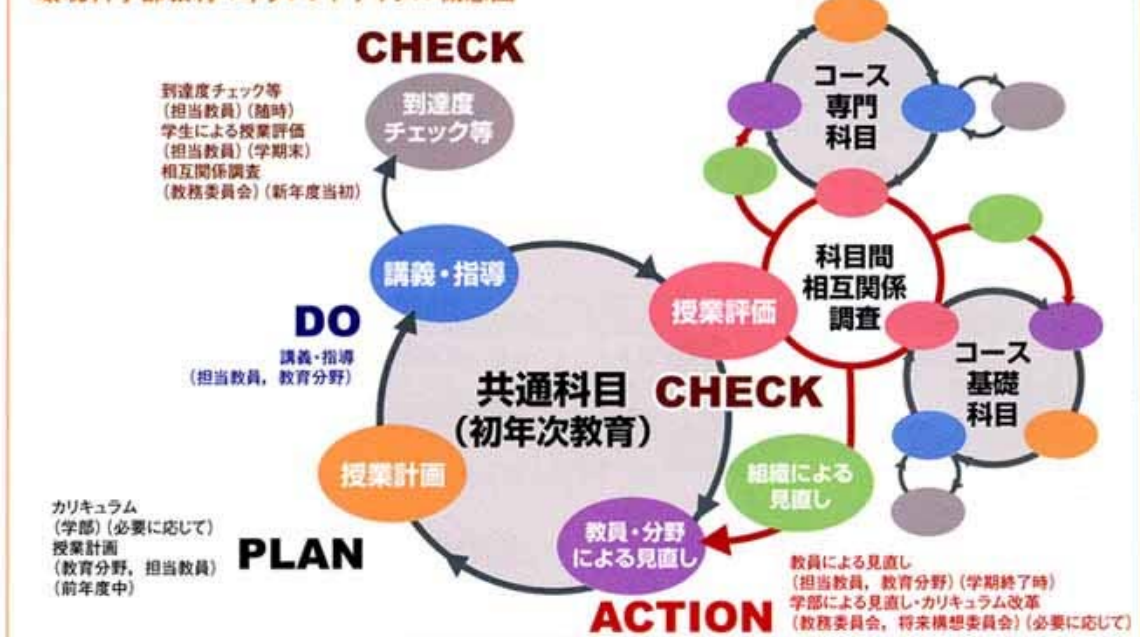 CHECK
到達度チェック等
(担当教員)(随時)
学生による授業評価
(担当教員)(学期末)
相互関係調査
(教務委員会)(新年度当初)
到達度
チェック等
コース
専門
科目
講義・指導
授業評価
科目間
相互関係
調査
DO
講義・指導
(担当教員, 教育分野)
共通科目
(初年次教育)
CHECK
コース
基礎
科目
授業計画
組織による
見直し
カリキュラム
(学部)(必要に応じて)
授業計画
(教育分野, 担当教員)
(前年度中)
PLAN
教員・分野
による見直し
ACTION
教員による見直し
(担当教員, 教育分野)(学期終了時)
学部による見直し・カリキュラム改革
(教務委員会, 将来構想委員会)(必要に応じて)